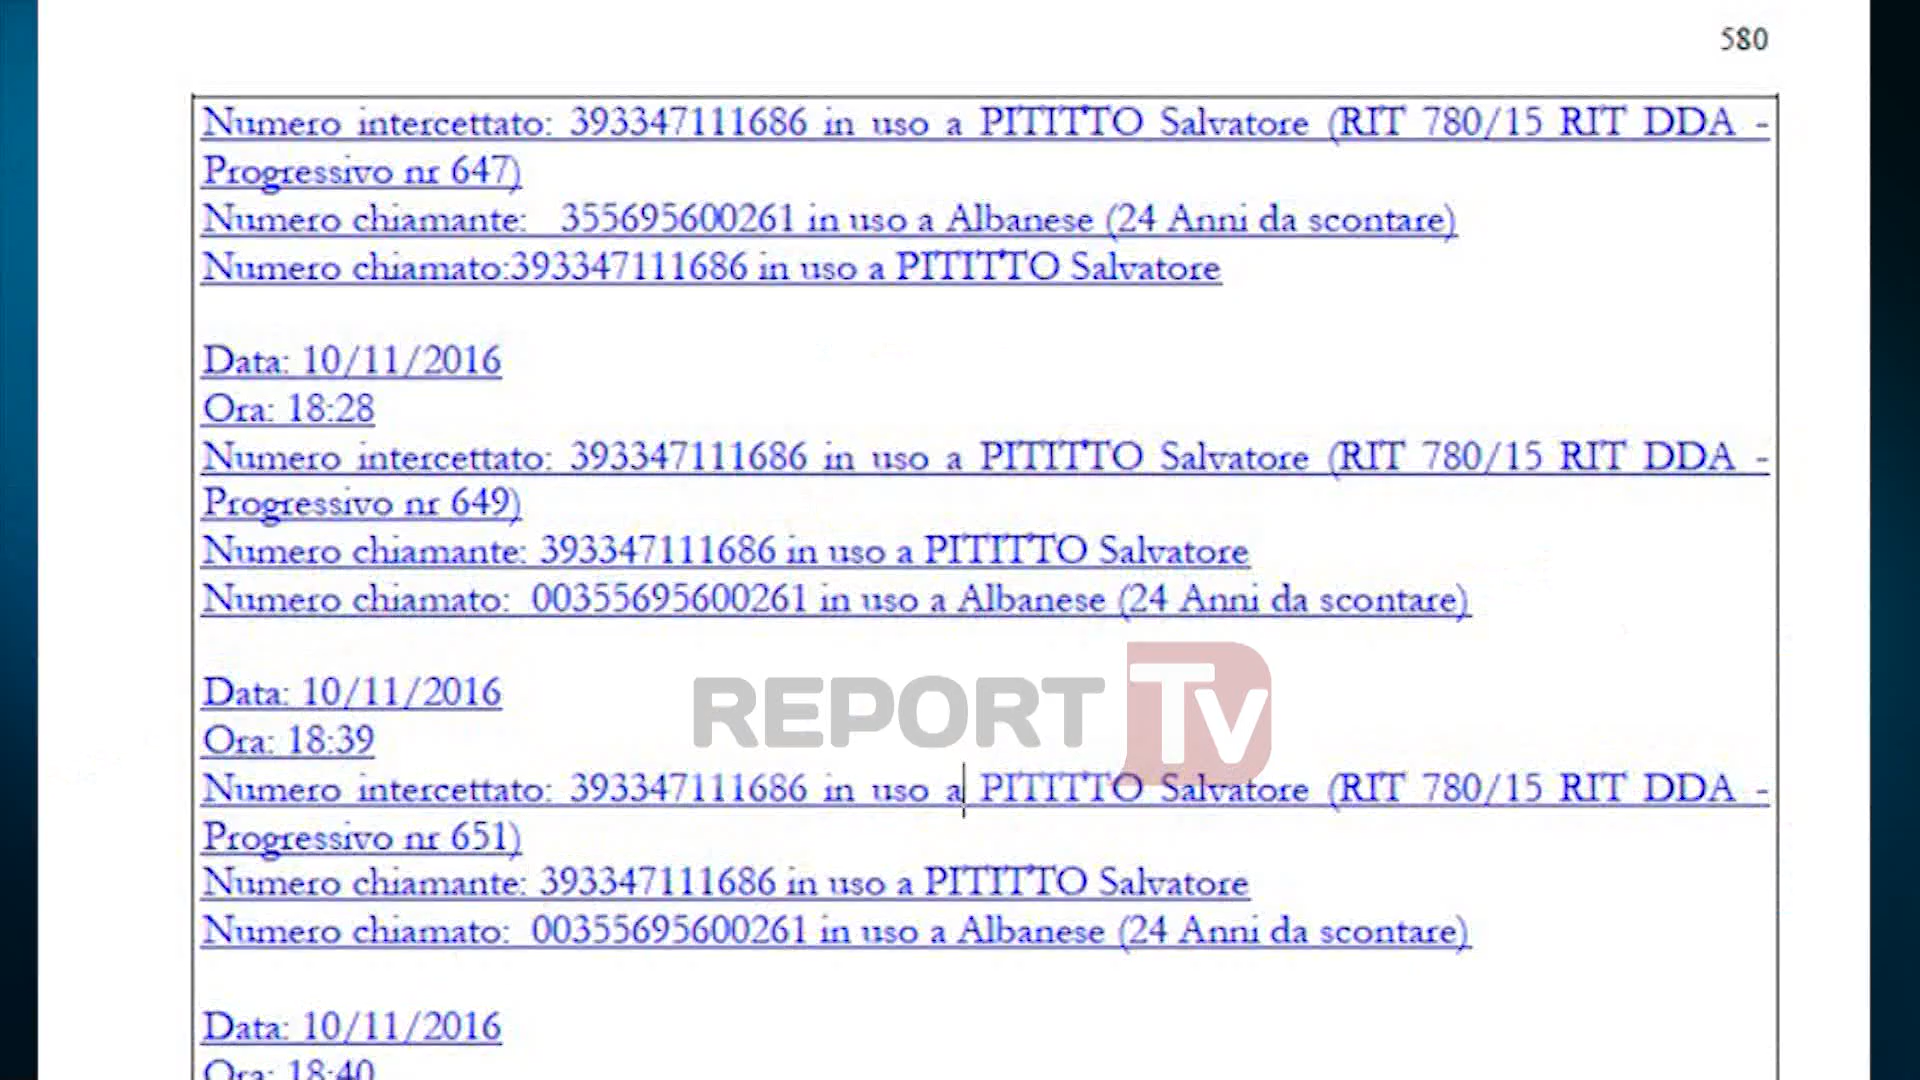 580
Numero intercettato: 393347111686 in uso a PITITTO Salvatore (RIT 780/15 RIT DDA -
Progressivo nr 647)
Numero chiamante: 355695600261 in uso a Albanese (24 Anni da scontare)
Numero chiamato:393347111686 in uso a PITITTO Salvatore
Data: 10/11/2016
Ora: 18:28
Numero intercettato: 393347111686 in uso a PITITTO Salvatore (RIT 780/15 RIT DDA -
Progressivo nr 649)
Numero chiamante: 393347111686 in uso a PITITTO Salvatore
Numero chiamato: 00355695600261 in uso a Albanese (24 Anni da scontare)
REPORT Tv
Data: 10/11/2016
Ora: 18:39
Numero intercettato: 393347111686 in uso a PITITTO Salvatore (RIT 780/15 RIT DDA -
Progressivo nr 651)
Numero chiamante: 393347111686 in uso a PITITTO Salvatore
Numero chiamato: 00355695600261 in uso a Albanese (24 Anni da scontare)
Data: 10/11/2016
Ora: 18:40